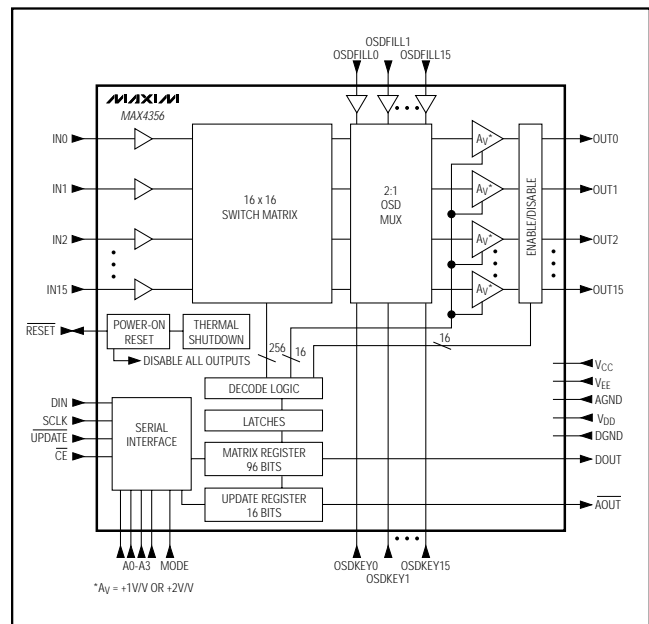 OSDFILL1
OSDFILL0 OSDFILL15
MAXIM
MAX4356
IN0
IN1
IN2
IN15
16 x 16
SWITCH MATRIX
2:1
OSD
MUX
AV*
AV*
AV*
AV*
ENABLE/DISABLE
OUT0
OUT1
OUT2
OUT15
RESET
POWER-ON
RESET
THERMAL
SHUTDOWN
DISABLE ALL OUTPUTS
256
16
16
DECODE LOGIC
LATCHES
MATRIX REGISTER
96 BITS
UPDATE REGISTER
16 BITS
DIN
SCLK
UPDATE
CE
SERIAL
INTERFACE
VCC
VEE
AGND
VDD
DGND
DOUT
AOUT
A0-A3 MODE
OSDKEY0 OSDKEY15
OSDKEY1
*AV = +1V/V OR +2V/V